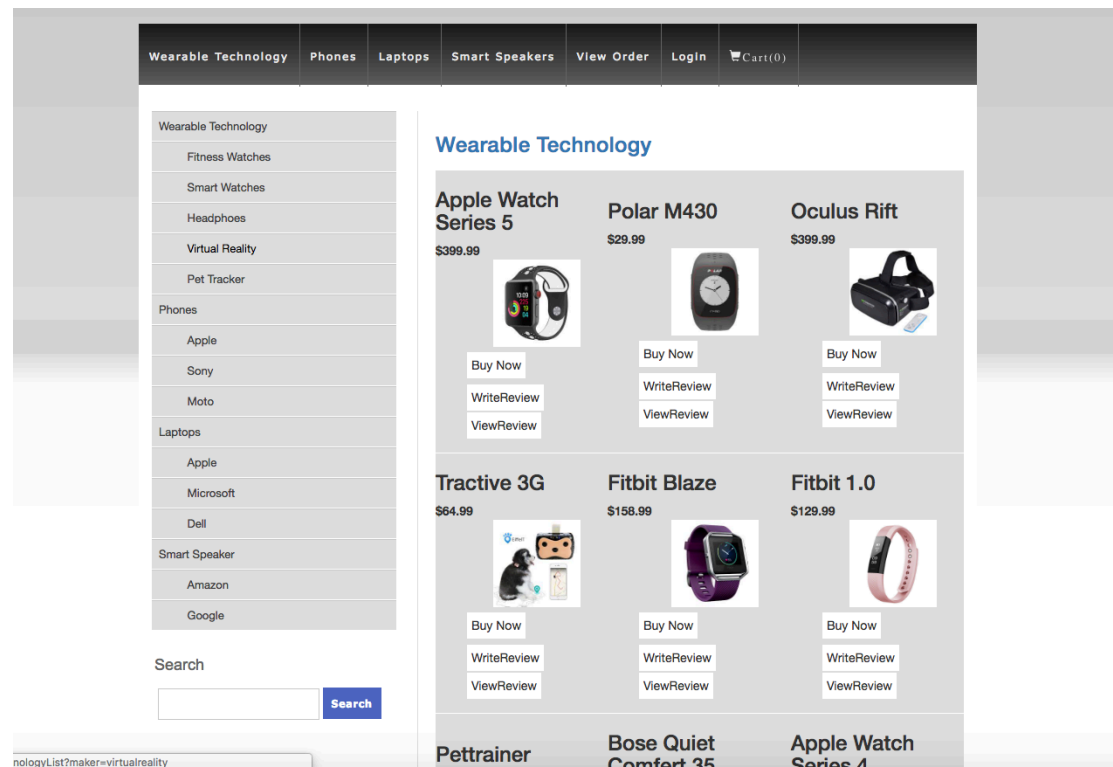 Wearable Technology Phones Laptops Smart Speakers View Order Login Cart(0)
Wearable Technology
Fitness Watches
Smart Watches
Headphoes
Virtual Reality
Pet Tracker
Phones
Apple
Sony
Moto
Laptops
Apple
Microsoft
Dell
Smart Speaker
Amazon
Google
Search
Search
Wearable Technology
Apple Watch
Series 5
$399.99
Buy Now
WriteReview
ViewReview
Polar M430
$29.99
Buy Now
WriteReview
ViewReview
Oculus Rift
$399.99
Buy Now
WriteReview
ViewReview
Tractive 3G
$64.99
Buy Now
WriteReview
ViewReview
Fitbit Blaze
$158.99
Buy Now
WriteReview
ViewReview
Fitbit 1.0
$129.99
Buy Now
WriteReview
ViewReview
Pettrainer
Bose Quiet
Comfort 35
Apple Watch
Series 4
nologyList?maker=virtualreality